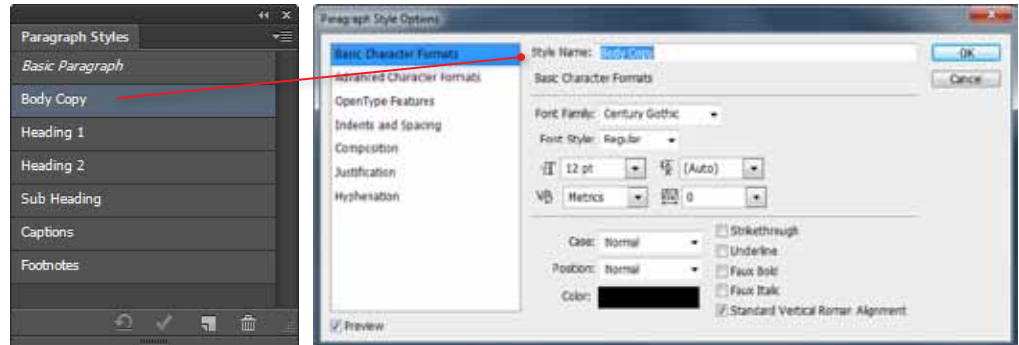 Paragraph Styles
Basic Paragraph
Body Copy
Heading 1
Heading 2
Sub Heading
Captions
Footnotes
Paragraph Style Options
Basic Character Formats
Advanced Character Formats
OpenType Features
Indents and Spacing
Composition
Justification
Hyphenation
Preview
Style Name: Body Copy
Basic Character Formats
Font Family: Century Gothic
Font Style: Regular
12 pt (Auto)
Metrics 0
Case: Normal
Position: Normal
Color:
Strikethrough
Underline
Faux Bold
Faux Italic
Standard Vertical Roman Alignment
OK
Cancel